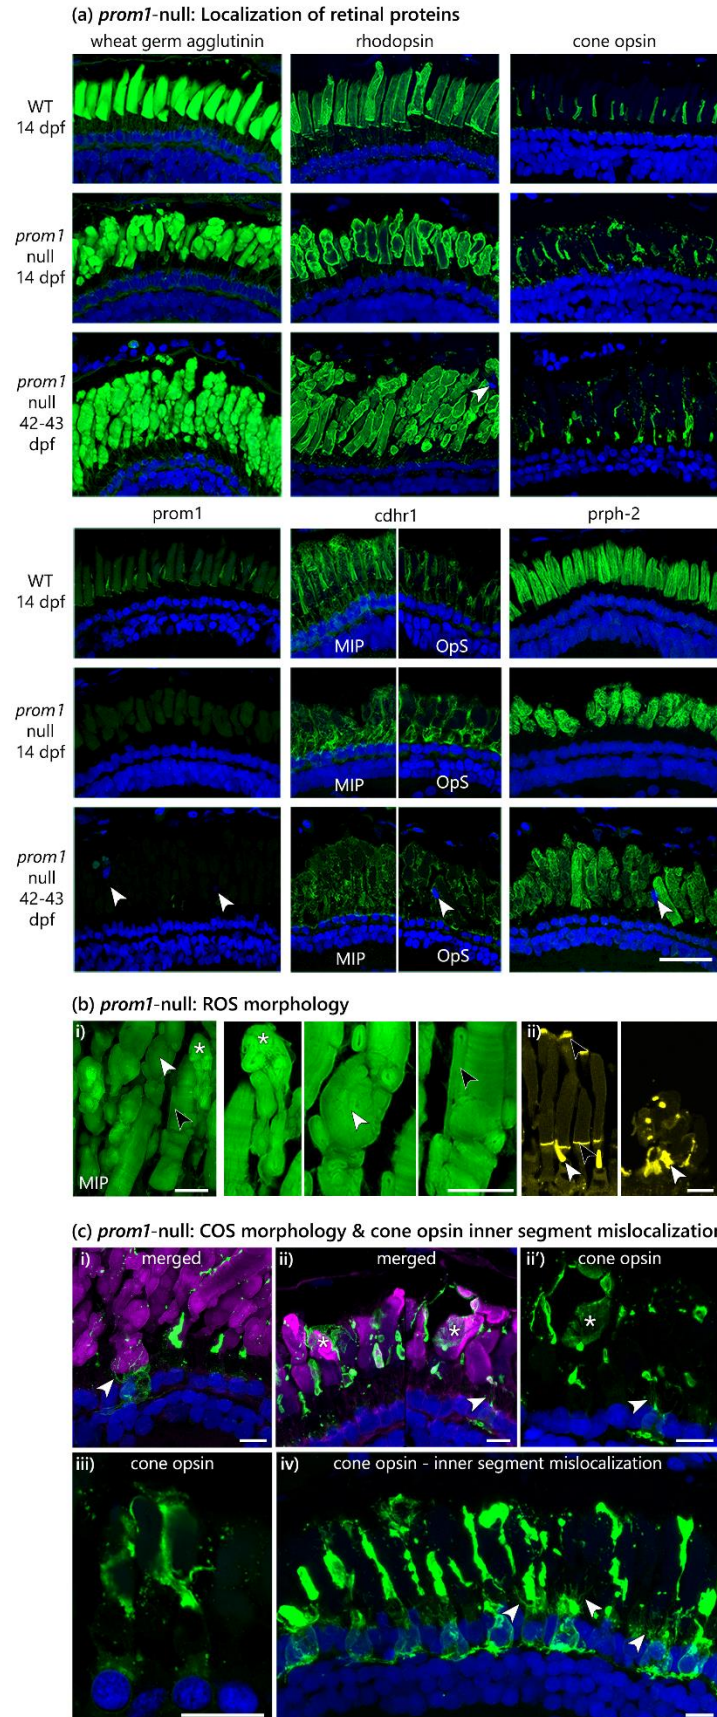 (a) prom1-null: Localization of retinal proteins
wheat germ agglutinin
rhodopsin
cone opsin
WT
14 dpf
prom1
null
14 dpf
prom1
null
42-43
dpf
prom1
cdhr1
prph-2
WT
14 dpf
MIP
OpS
prom1
null
14 dpf
MIP
OpS
prom1
null
42-43
dpf
MIP
OpS
(b) prom1-null: ROS morphology
i)
*
*
ii)
MIP
(c) prom1-null: COS morphology & cone opsin inner segment mislocalization
i)
merged
ii)
merged
ii')
cone opsin
*
*
*
iii)
cone opsin
iv)
cone opsin - inner segment mislocalization